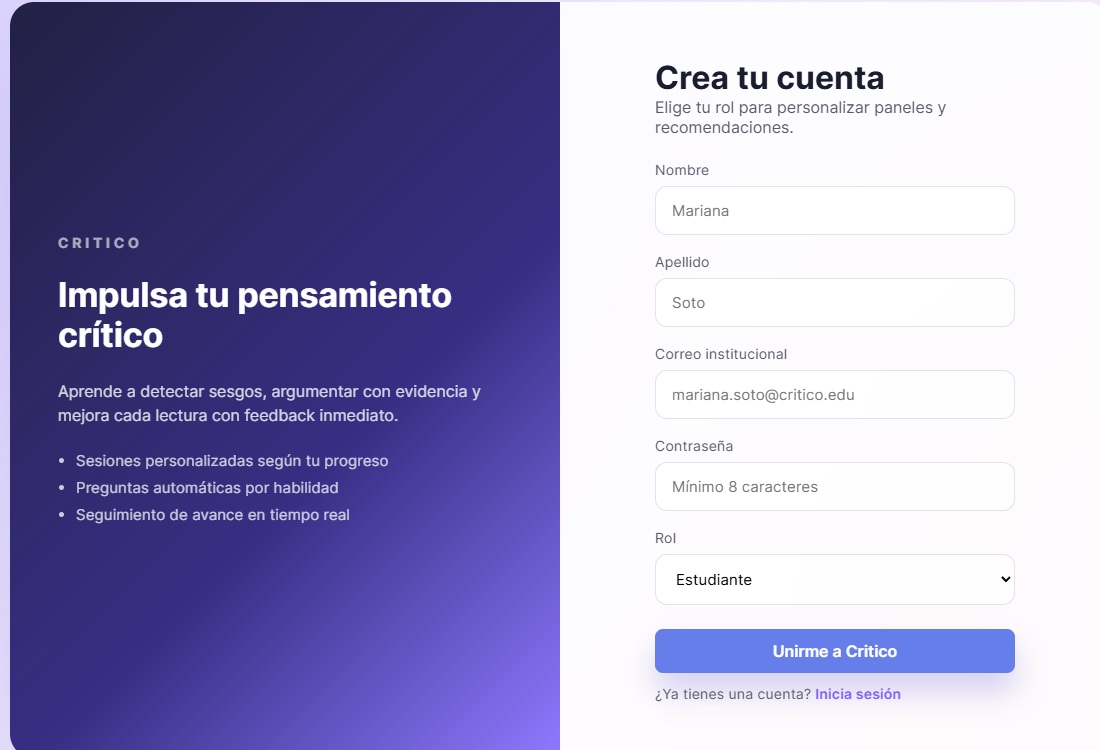 CRITICO
Impulsa tu pensamiento
crítico
Aprende a detectar sesgos, argumentar con evidencia y
mejora cada lectura con feedback inmediato.
• Sesiones personalizadas según tu progreso
• Preguntas automáticas por habilidad
• Seguimiento de avance en tiempo real
Crea tu cuenta
Elige tu rol para personalizar paneles y
recomendaciones.
Nombre
Mariana
Apellido
Soto
Correo institucional
mariana.soto@critico.edu
Contraseña
Mínimo 8 caracteres
Rol
Estudiante
Unirme a Critico
¿Ya tienes una cuenta? Inicia sesión